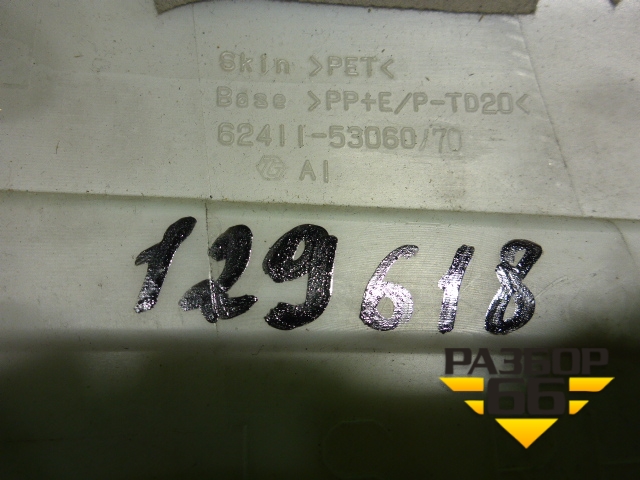 Skin >PET<
Base >PP+E/P-TD20<
62411-53060/70
A1
129618
РАЗБОР
66